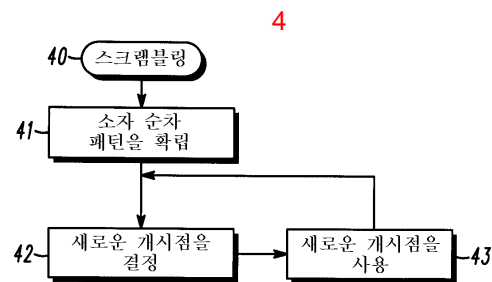 4
40 스크램블링
41 소자 순차
패턴을 확립
42 새로운 개시점을
결정
새로운 개시점을 43
사용